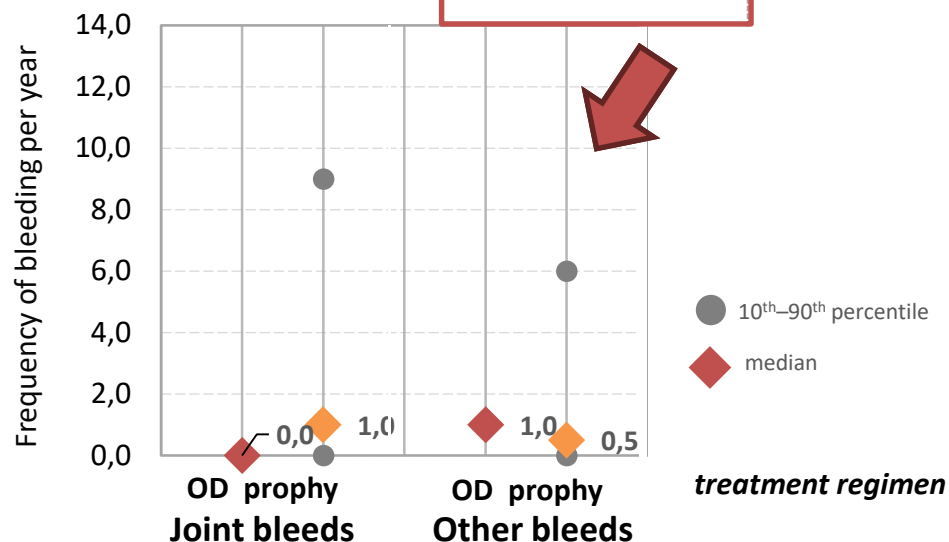 Frequency of bleeding per year
14,0
12,0
10,0
8,0
6,0
4,0
2,0
0,0
0,0
1,0
1,0
0,5
OD prophy
OD prophy
Joint bleeds
Other bleeds
10th–90th percentile
median
treatment regimen